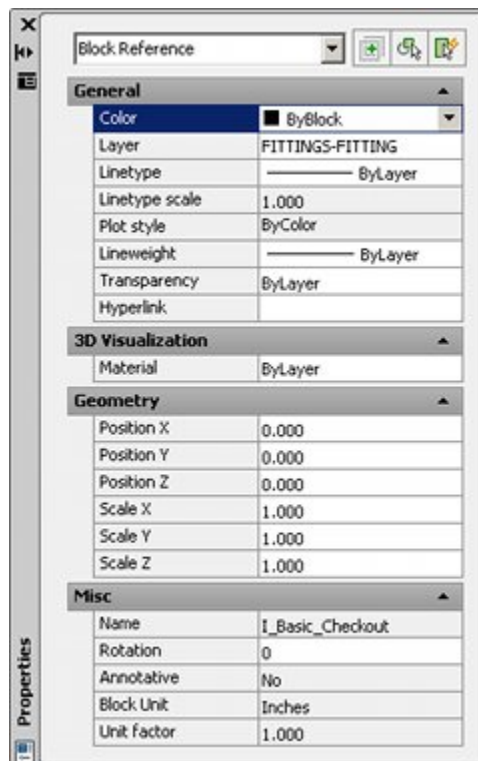 Block Reference
General
Color ByBlock
Layer FITTINGS-FITTING
Linetype ByLayer
Linetype scale 1.000
Plot style ByColor
Lineweight ByLayer
Transparency ByLayer
Hyperlink
3D Visualization
Material ByLayer
Geometry
Position X 0.000
Position Y 0.000
Position Z 0.000
Scale X 1.000
Scale Y 1.000
Scale Z 1.000
Misc
Name I_Basic_Checkout
Rotation 0
Annotative No
Block Unit Inches
Unit factor 1.000
Properties